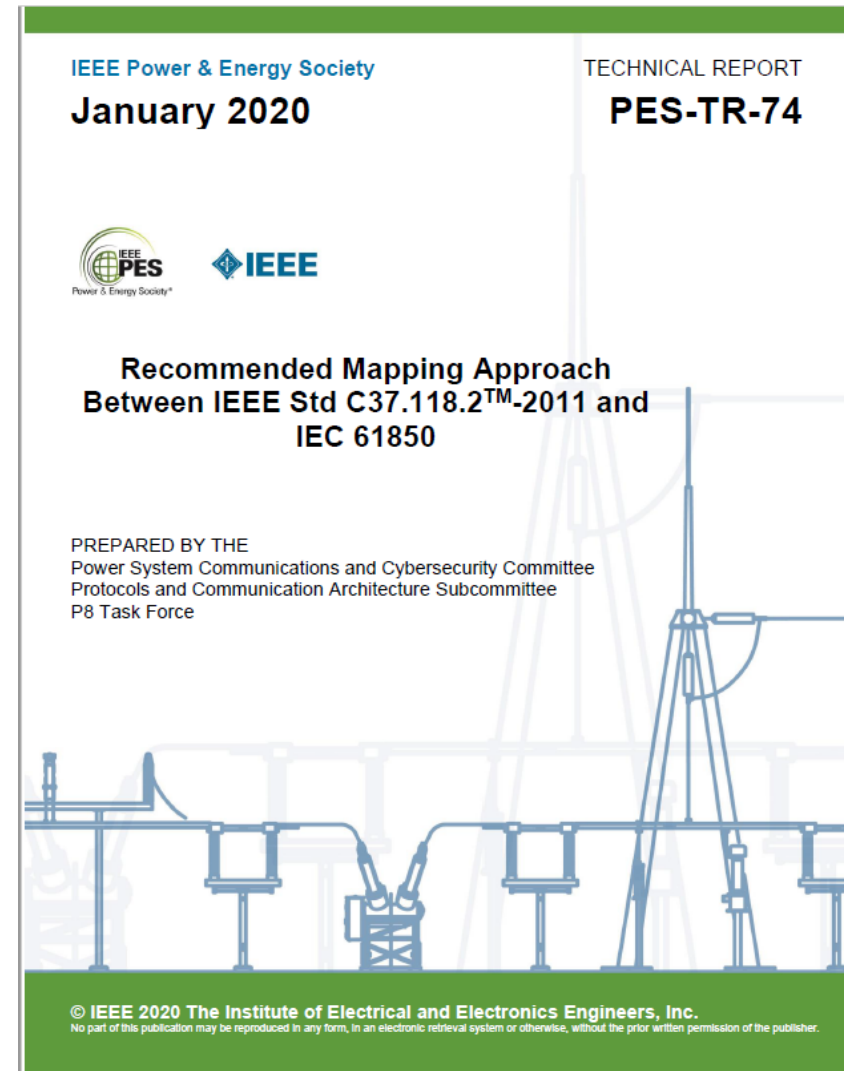 IEEE Power & Energy Society
TECHNICAL REPORT
January 2020
PES-TR-74
IEEE
PES
Power & Energy Society®
IEEE
Recommended Mapping Approach
Between IEEE Std C37.118.2™-2011 and
IEC 61850
PREPARED BY THE
Power System Communications and Cybersecurity Committee
Protocols and Communication Architecture Subcommittee
P8 Task Force
© IEEE 2020 The Institute of Electrical and Electronics Engineers, Inc.
No part of this publication may be reproduced in any form, in an electronic retrieval system or otherwise, without the prior written permission of the publisher.